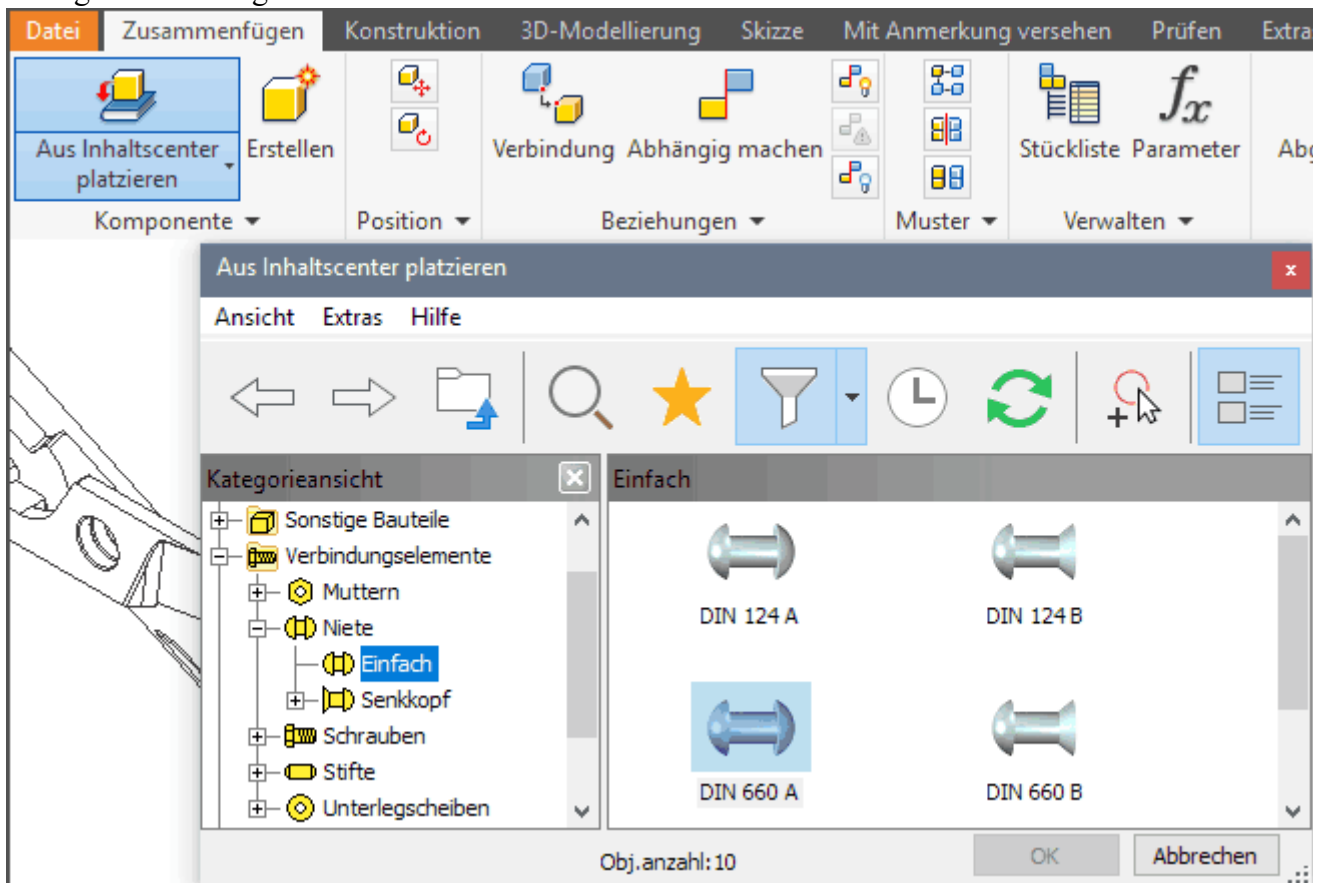 Datei Zusammenfügen Konstruktion 3D-Modellierung Skizze Mit Anmerkung versehen Prüfen Extra
Aus Inhaltscenter platzieren
Erstellen
Verbindung Abhängig machen
Stückliste Parameter
fx
Komponente Position Beziehungen Muster Verwalten
Aus Inhaltscenter platzieren
x
Ansicht Extras Hilfe
Kategorieansicht
Einfach
Sonstige Bauteile
Verbindungselemente
Muttern
Niete
Einfach
Senkkopf
Schrauben
Stifte
Unterlegscheiben
DIN 124 A DIN 124 B
DIN 660 A DIN 660 B
Obj.anzahl: 10
OK Abbrechen